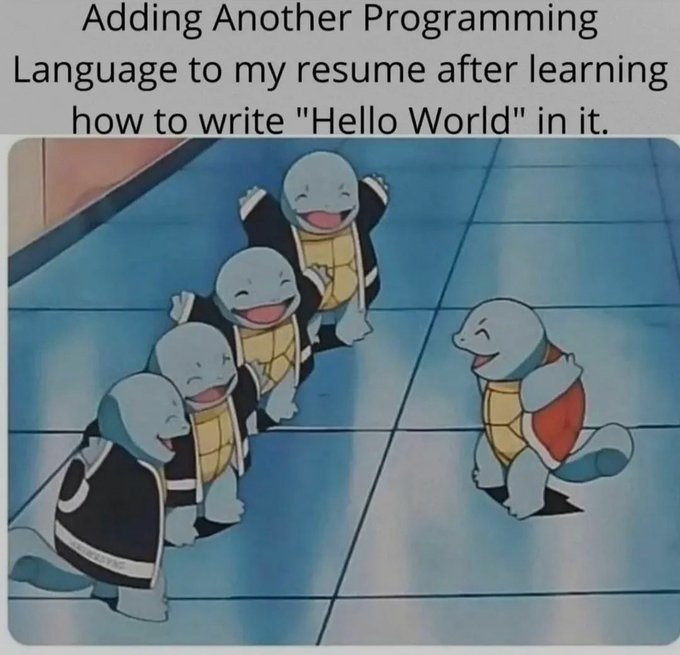 Adding Another Programming
Language to my resume after learning
how to write "Hello World" in it.